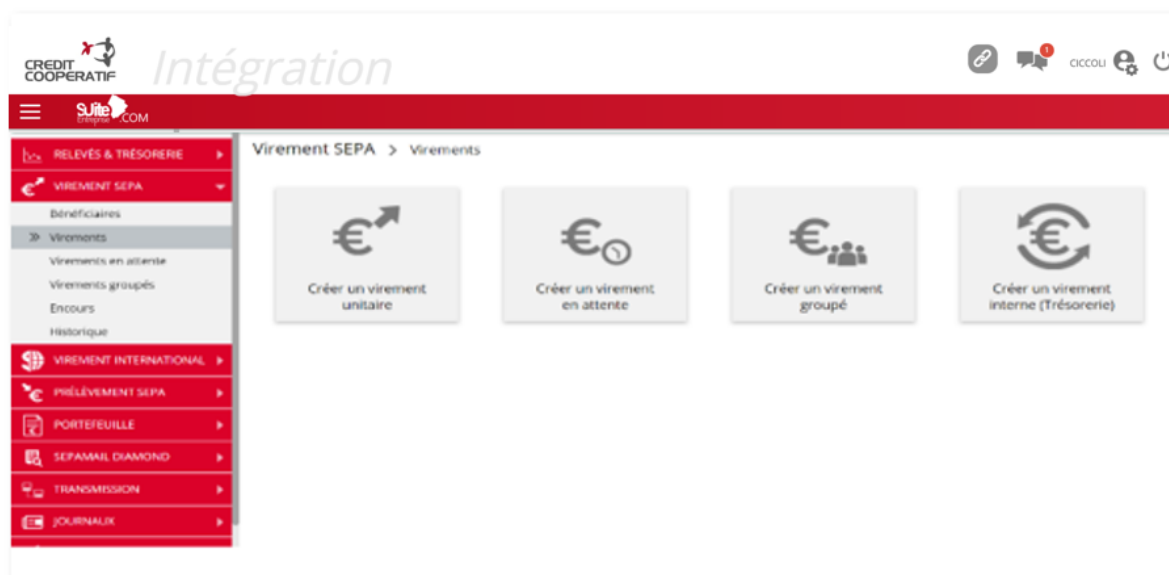 CREDIT
COOPERATIF
Intégration
1
ciccou
SUite
Entreprise .COM
RELEVÉS & TRÉSORERIE
VIREMENT SEPA
Bénéficiaires
Virements
Virements en attente
Virements groupés
Encours
Historique
VIREMENT INTERNATIONAL
PRÉLÈVEMENT SEPA
PORTEFEUILLE
SEPAMAIL DIAMOND
TRANSMISSION
JOURNAUX
Virement SEPA > Virements
Créer un virement
unitaire
Créer un virement
en attente
Créer un virement
groupé
Créer un virement
interne (Trésorerie)